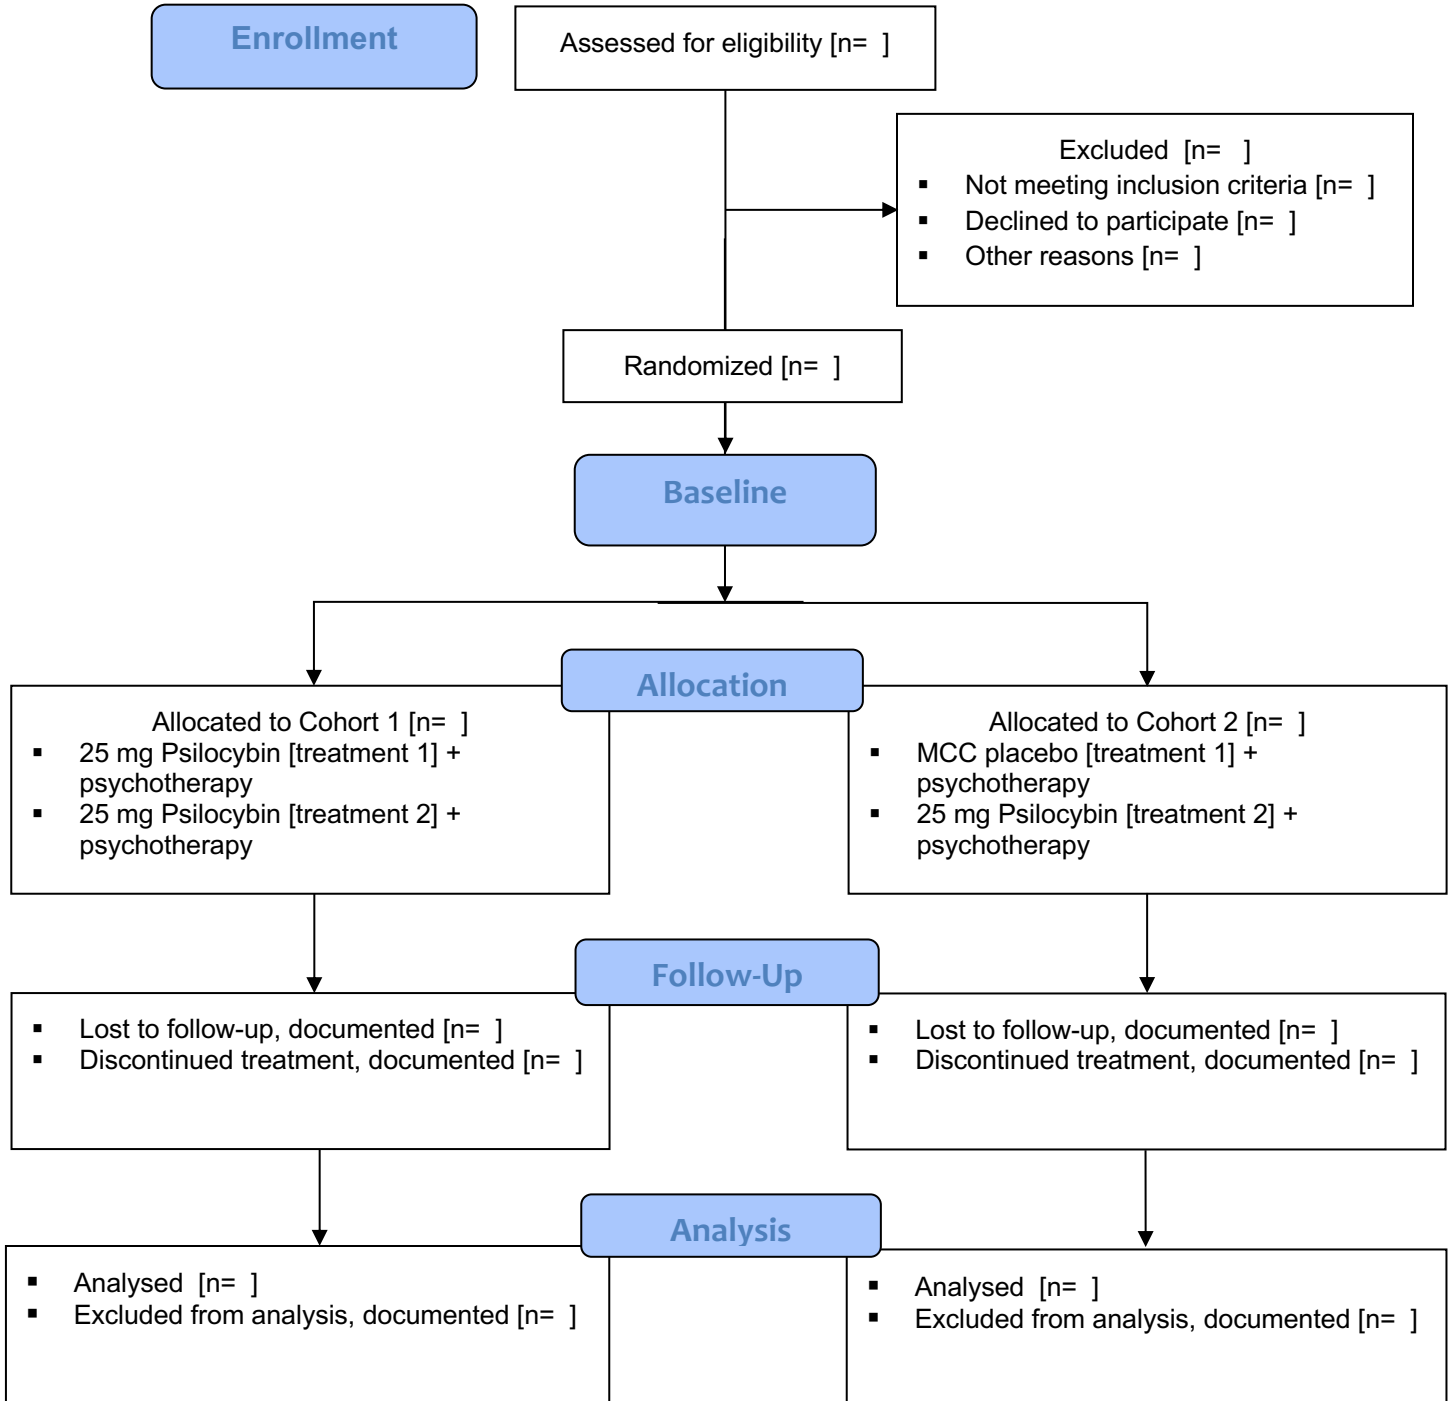 Enrollment
Assessed for eligibility [n=  ]
Excluded  [n=   ]
▪ Not meeting inclusion criteria [n=  ]
▪ Declined to participate [n=  ]
▪ Other reasons [n=  ]
Randomized [n=  ]
Baseline
Allocation
Allocated to Cohort 1 [n=  ]
▪ 25 mg Psilocybin [treatment 1] +
psychotherapy
▪ 25 mg Psilocybin [treatment 2] +
psychotherapy
Allocated to Cohort 2 [n=  ]
▪ MCC placebo [treatment 1] +
psychotherapy
▪ 25 mg Psilocybin [treatment 2] +
psychotherapy
Follow-Up
▪ Lost to follow-up, documented [n=  ]
▪ Discontinued treatment, documented [n=  ]
▪ Lost to follow-up, documented [n=  ]
▪ Discontinued treatment, documented [n=  ]
Analysis
▪ Analysed  [n=  ]
▪ Excluded from analysis, documented [n=  ]
▪ Analysed  [n=  ]
▪ Excluded from analysis, documented [n=  ]